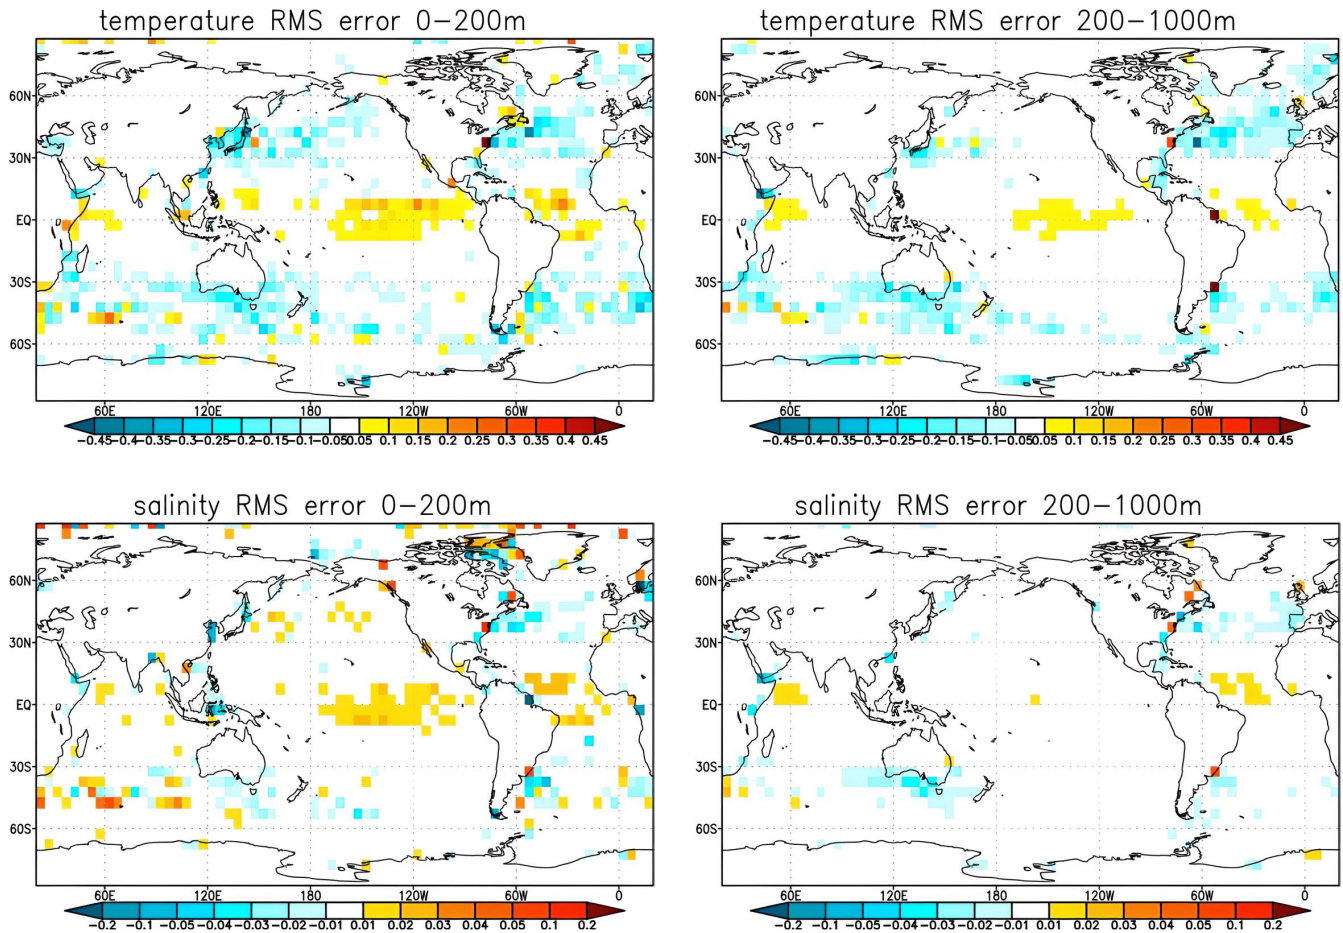 temperature RMS error 0-200m
temperature RMS error 200-1000m
60N
30N
EQ
30S
60S
60E 120E 180 120W 60W 0
-0.45-0.4-0.35-0.3-0.25-0.2-0.15-0.1-0.050.05 0.1 0.15 0.2 0.25 0.3 0.35 0.4 0.45
60N
30N
EQ
30S
60S
60E 120E 180 120W 60W 0
-0.45-0.4-0.35-0.3-0.25-0.2-0.15-0.1-0.050.05 0.1 0.15 0.2 0.25 0.3 0.35 0.4 0.45
salinity RMS error 0-200m
salinity RMS error 200-1000m
60N
30N
EQ
30S
60S
60E 120E 180 120W 60W 0
-0.2 -0.1 -0.05-0.04-0.03-0.02-0.01 0.01 0.02 0.03 0.04 0.05 0.1 0.2
60N
30N
EQ
30S
60S
60E 120E 180 120W 60W 0
-0.2 -0.1 -0.05-0.04-0.03-0.02-0.01 0.01 0.02 0.03 0.04 0.05 0.1 0.2